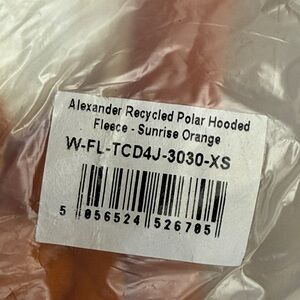 Alexander Recycled Polar Hooded
Fleece - Sunrise Orange
W-FL-TCD4J-3030-XS
5 056524 526705